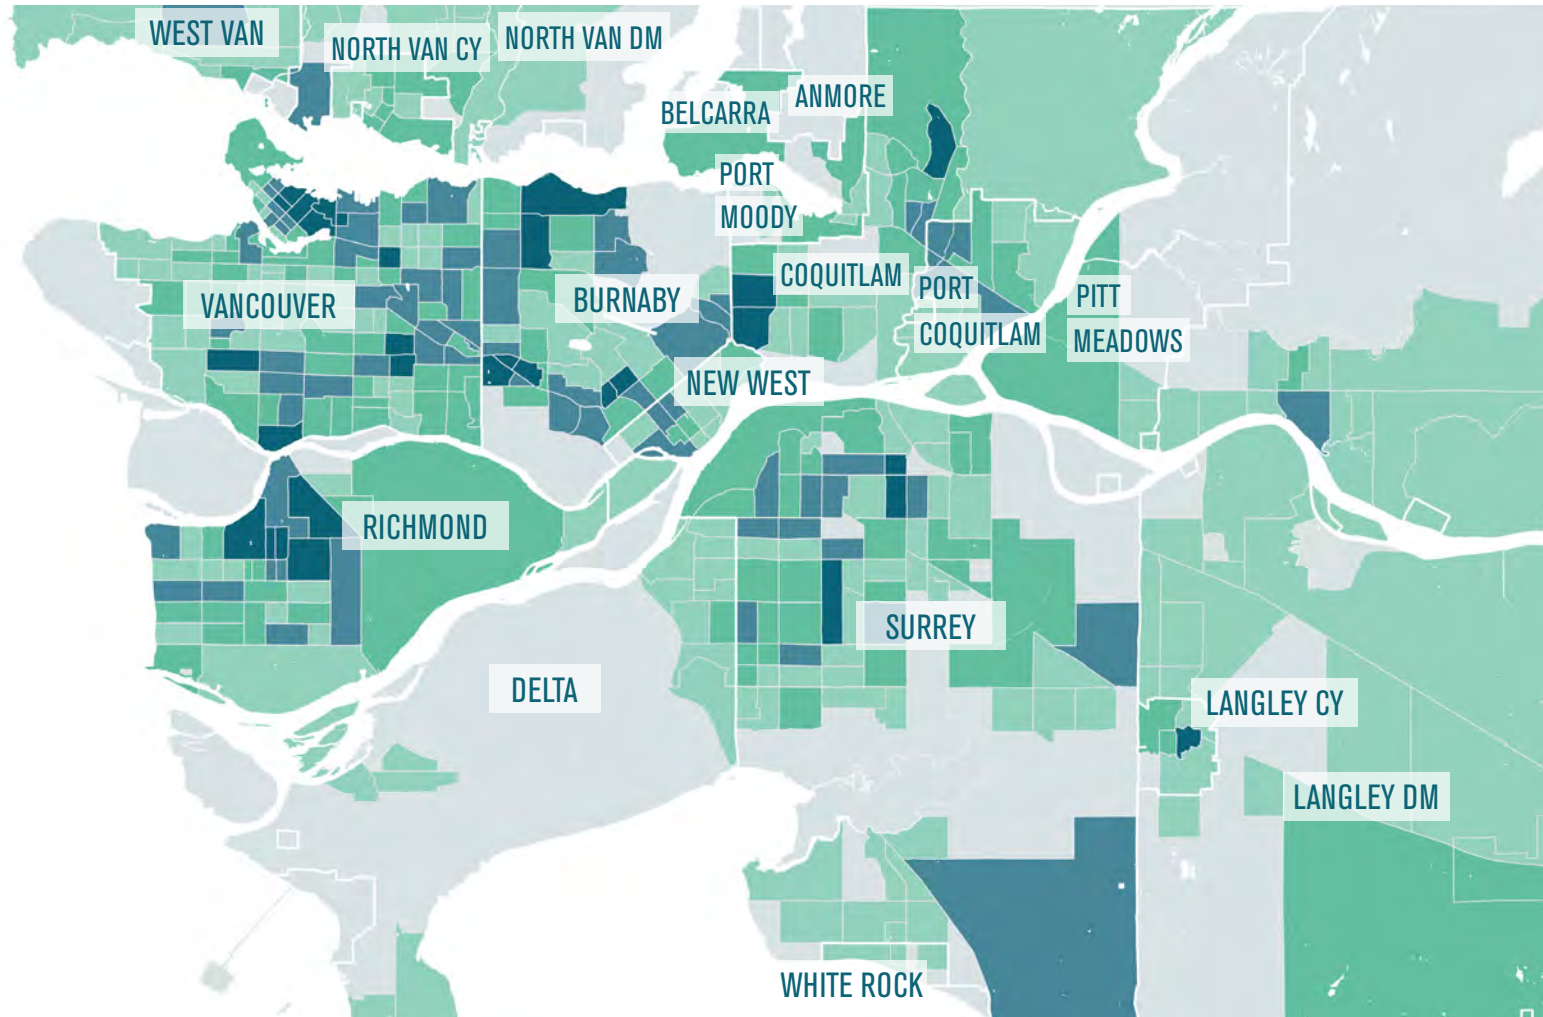 WEST VAN
NORTH VAN CY
NORTH VAN DM
BELCARRA
ANMORE
PORT
MOODY
VANCOUVER
BURNABY
COQUITLAM
PORT
COQUITLAM
PITT
MEADOWS
NEW WEST
RICHMOND
SURREY
DELTA
LANGLEY CY
LANGLEY DM
WHITE ROCK